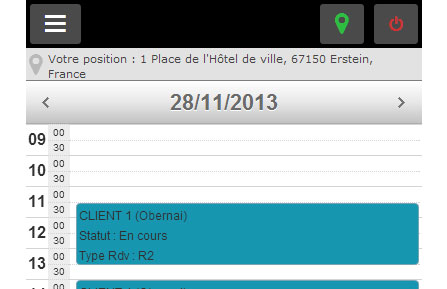 Votre position : 1 Place de l'Hôtel de ville, 67150 Erstein,
France
28/11/2013
09 00
30
10 00
30
11 00
30
CLIENT 1 (Obernai)
12 00
Statut : En cours
30
13 00
Type Rdv : R2
30